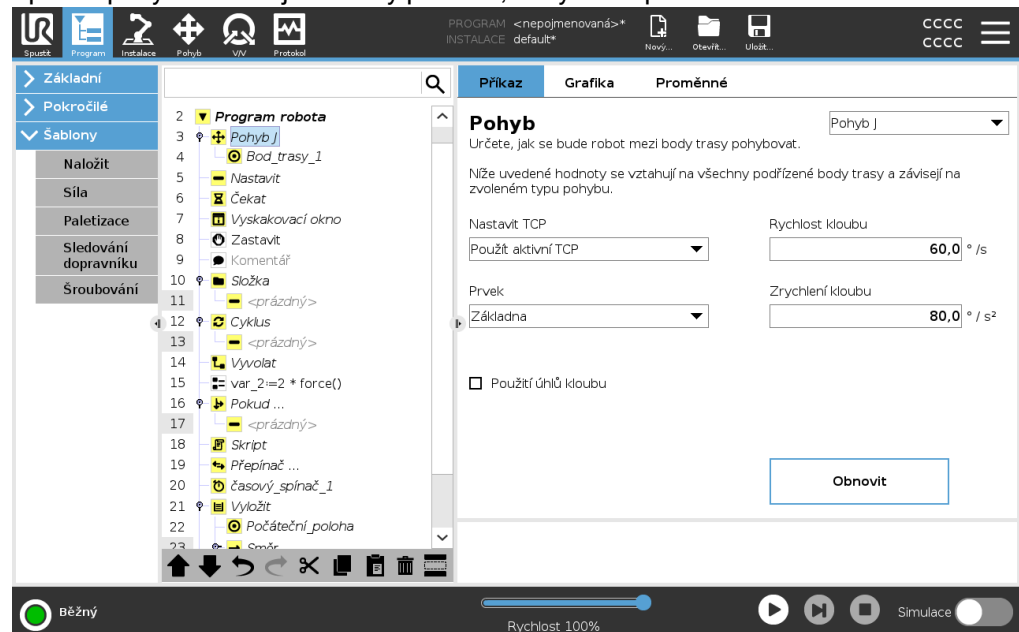 PROGRAM <nepojmenovaná>*
INSTALACE default*
Spustit
Program
Instalace
Pohyb
V/V
Protokol
Nový...
Otevřít...
Uložit...
CCCC
CCCC
Základní
Pokročilé
Šablony
Naložit
Síla
Paletizace
Sledování
dopravníku
Šroubování
2 Program robota
3 Pohyb J
4 Bod_trasy_1
5 Nastavit
6 Čekat
7 Vyskakovací okno
8 Zastavit
9 Komentář
10 Složka
11 <prázdný>
12 Cyklus
13 <prázdný>
14 Vyvolat
15 var_2:=2 * force()
16 Pokud ...
17 <prázdný>
18 Skript
19 Přepínač ...
20 časový_spínač_1
21 Vyložit
22 Počáteční_poloha
23 Směr
Příkaz
Grafika
Proměnné
Pohyb
Pohyb J
Určete, jak se bude robot mezi body trasy pohybovat.
Níže uvedené hodnoty se vztahují na všechny podřízené body trasy a závisejí na
zvoleném typu pohybu.
Nastavit TCP
Rychlost kloubu
Použít aktivní TCP
60,0 ° /s
Prvek
Zrychlení kloubu
Základna
80,0 ° / s²
Použití úhlů kloubu
Obnovit
Běžný
Rychlost 100%
Simulace